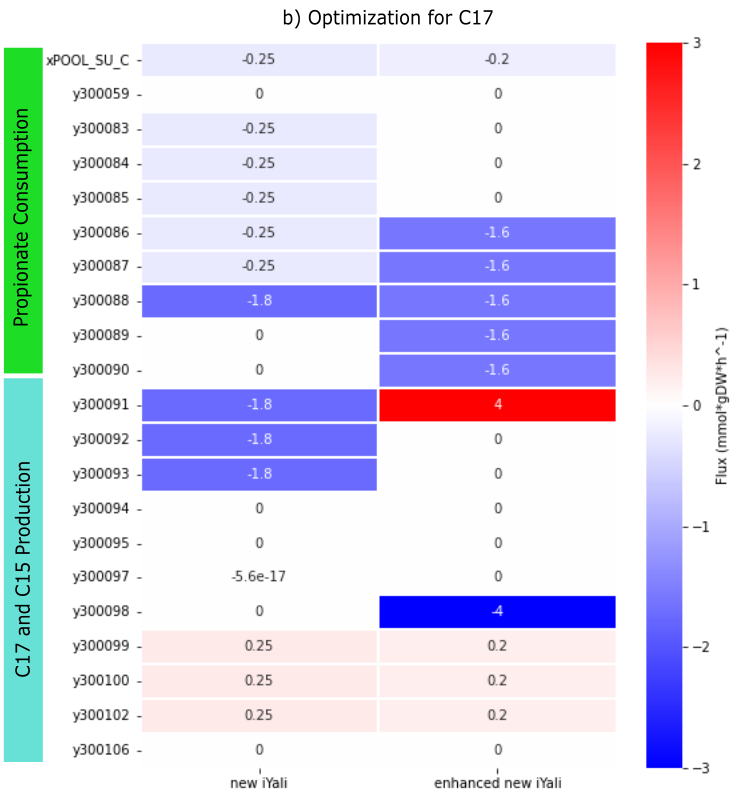 b) Optimization for C17
Propionate Consumption
C17 and C15 Production
xPOOL_SU_C -0.25 -0.2
y300059 0 0
y300083 -0.25 0
y300084 -0.25 0
y300085 -0.25 0
y300086 -0.25 -1.6
y300087 -0.25 -1.6
y300088 -1.8 -1.6
y300089 0 -1.6
y300090 0 -1.6
y300091 -1.8 4
y300092 -1.8 0
y300093 -1.8 0
y300094 0 0
y300095 0 0
y300097 -5.6e-17 0
y300098 0 -4
y300099 0.25 0.2
y300100 0.25 0.2
y300102 0.25 0.2
y300106 0 0
new iYali enhanced new iYali
3
2
1
0
−1
−2
−3
Flux (mmol*gDW*h^-1)